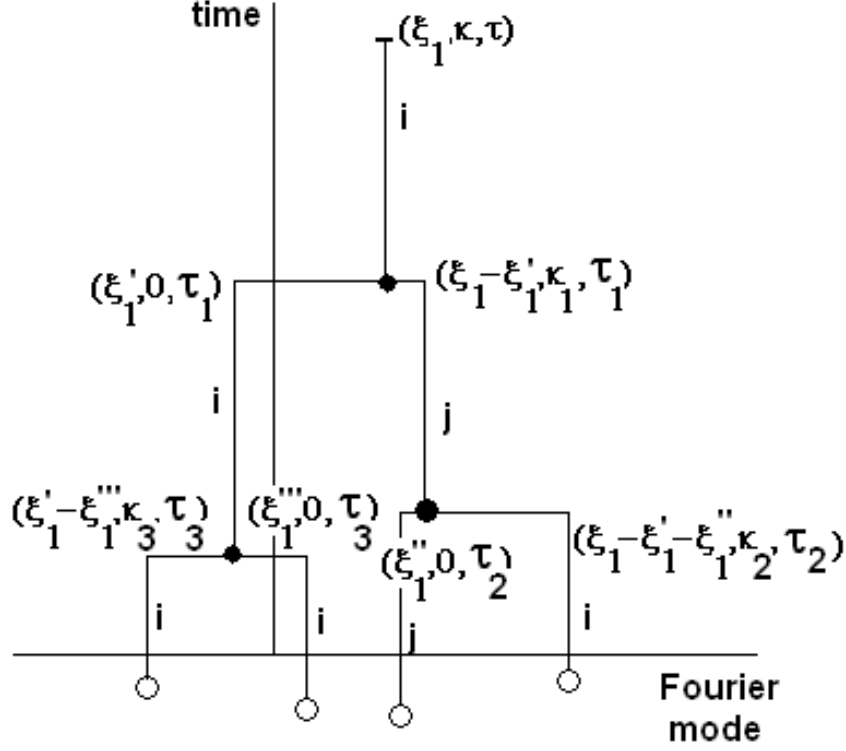 time
(ξ₁,κ,τ)
i
(ξ₁',0,τ₁)
(ξ₁–ξ₁',κ₁,τ₁)
i
j
(ξ₁'–ξ₁''',κ₃,τ₃)
(ξ₁''',0,τ₃)
(ξ₁'',0,τ₂)
(ξ₁–ξ₁'–ξ₁'',κ₂,τ₂)
i
i
j
i
Fourier
mode